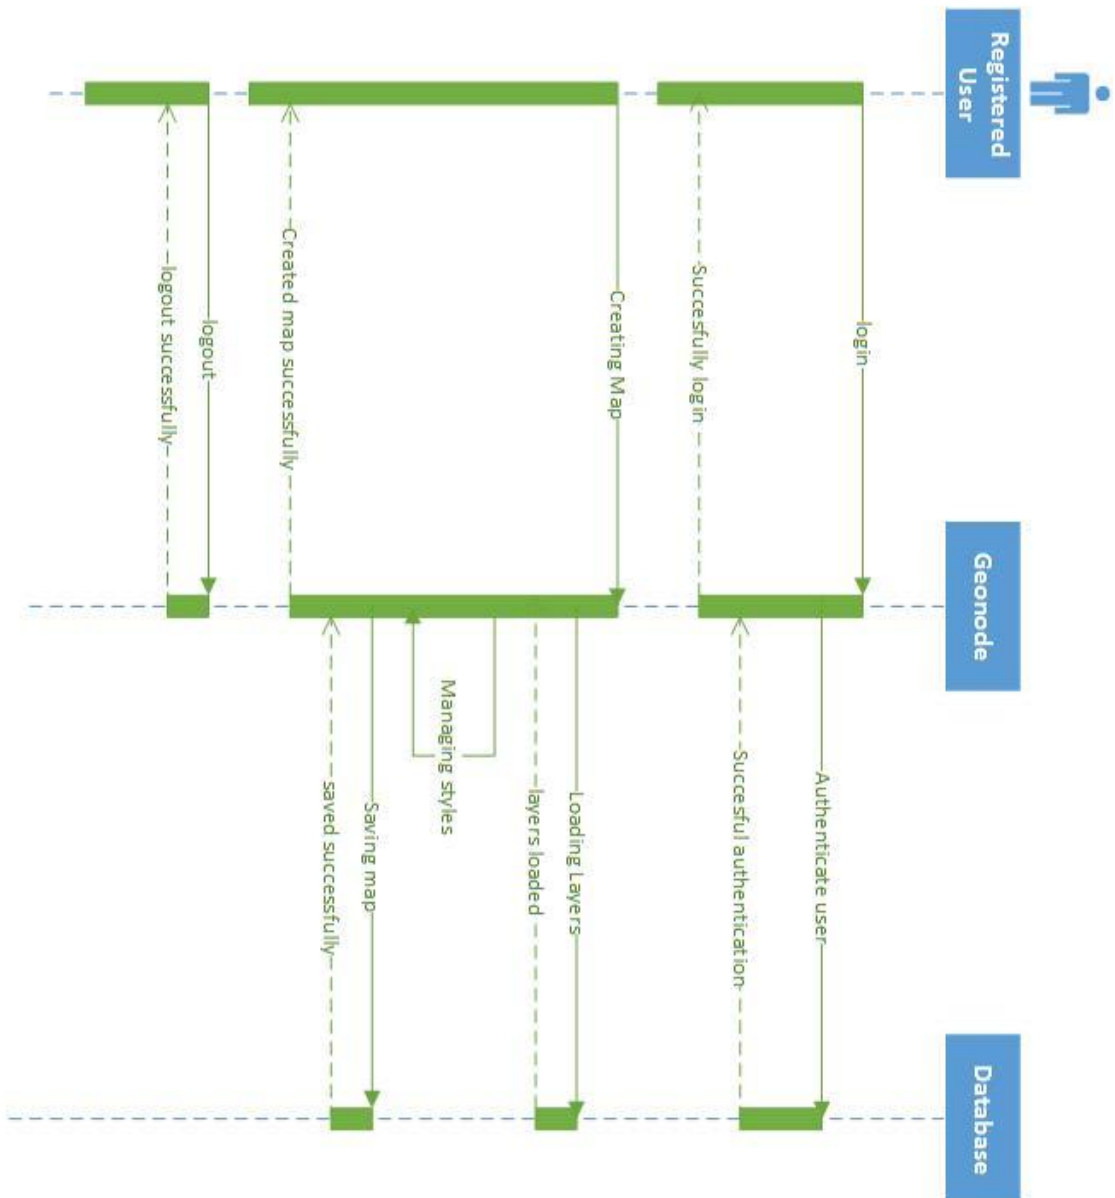 Registered
User
Geonode
Database
login
Authenticate user
Succesful authentication
Succesfully login
Creating Map
Loading Layers
layers loaded
Managing styles
Saving map
saved successfully
Created map successfully
logout
logout successfully